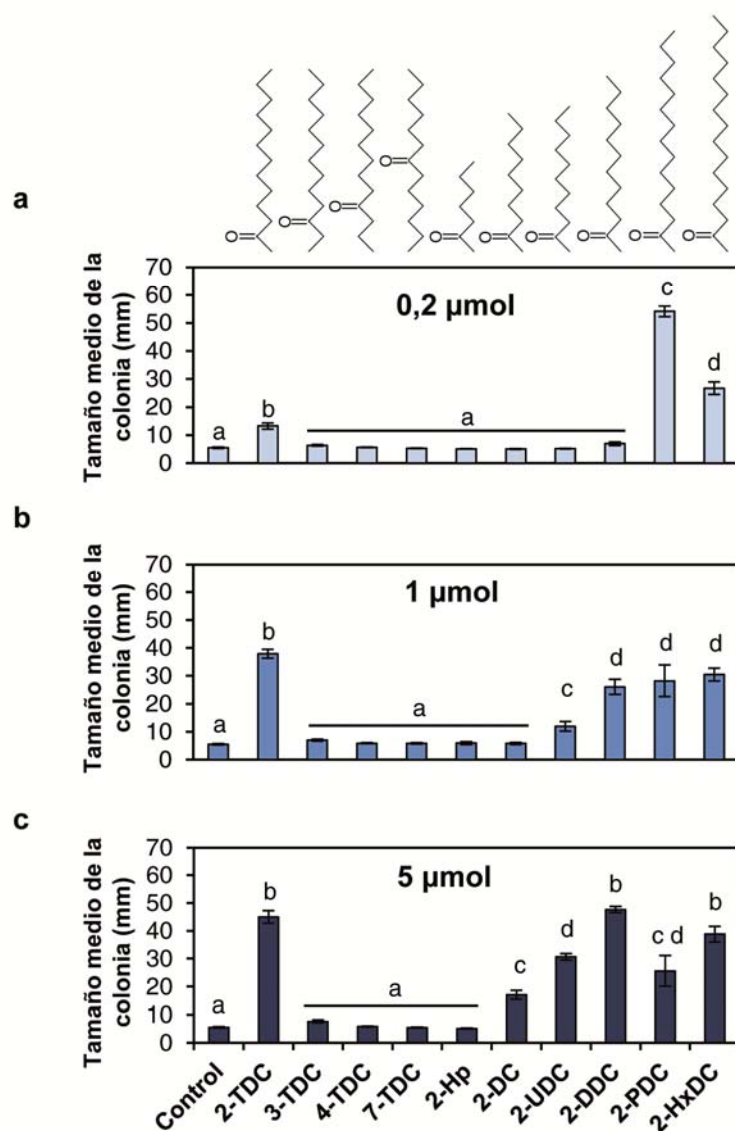 O O O O O O O O O O
a
Tamaño medio de la
colonia (mm)
70
60
50
40
30
20
10
0
0,2 µmol
a b a c d
b
Tamaño medio de la
colonia (mm)
70
60
50
40
30
20
10
0
1 µmol
a b a c d d d
c
Tamaño medio de la
colonia (mm)
70
60
50
40
30
20
10
0
5 µmol
a b a c d b c d b
Control 2-TDC 3-TDC 4-TDC 7-TDC 2-Hp 2-DC 2-UDC 2-DDC 2-PDC 2-HxDC